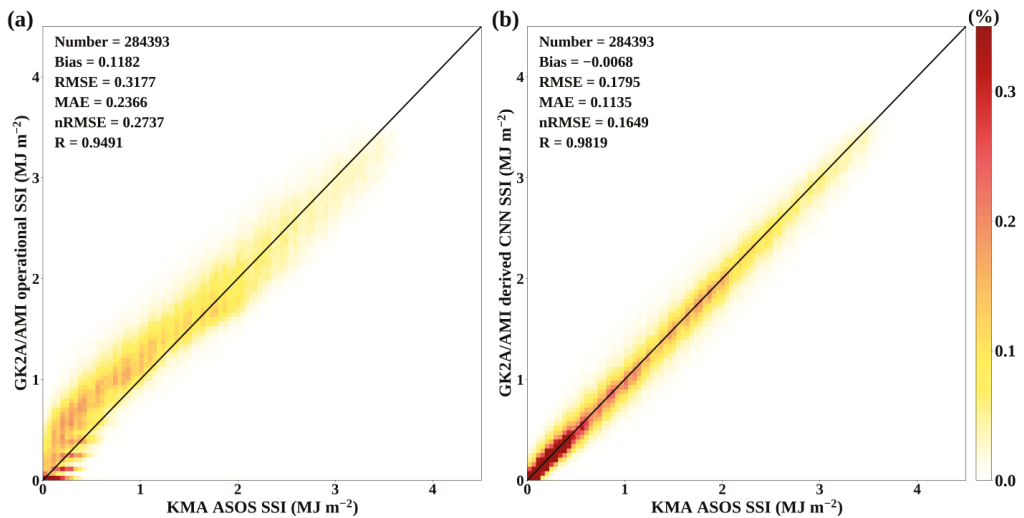 (a)
Number = 284393
Bias = 0.1182
RMSE = 0.3177
MAE = 0.2366
nRMSE = 0.2737
R = 0.9491
GK2A/AMI operational SSI (MJ m⁻²)
4
3
2
1
0
0 1 2 3 4
KMA ASOS SSI (MJ m⁻²)
(b)
Number = 284393
Bias = −0.0068
RMSE = 0.1795
MAE = 0.1135
nRMSE = 0.1649
R = 0.9819
GK2A/AMI derived CNN SSI (MJ m⁻²)
4
3
2
1
0
0 1 2 3 4
KMA ASOS SSI (MJ m⁻²)
(%)
0.3
0.2
0.1
0.0